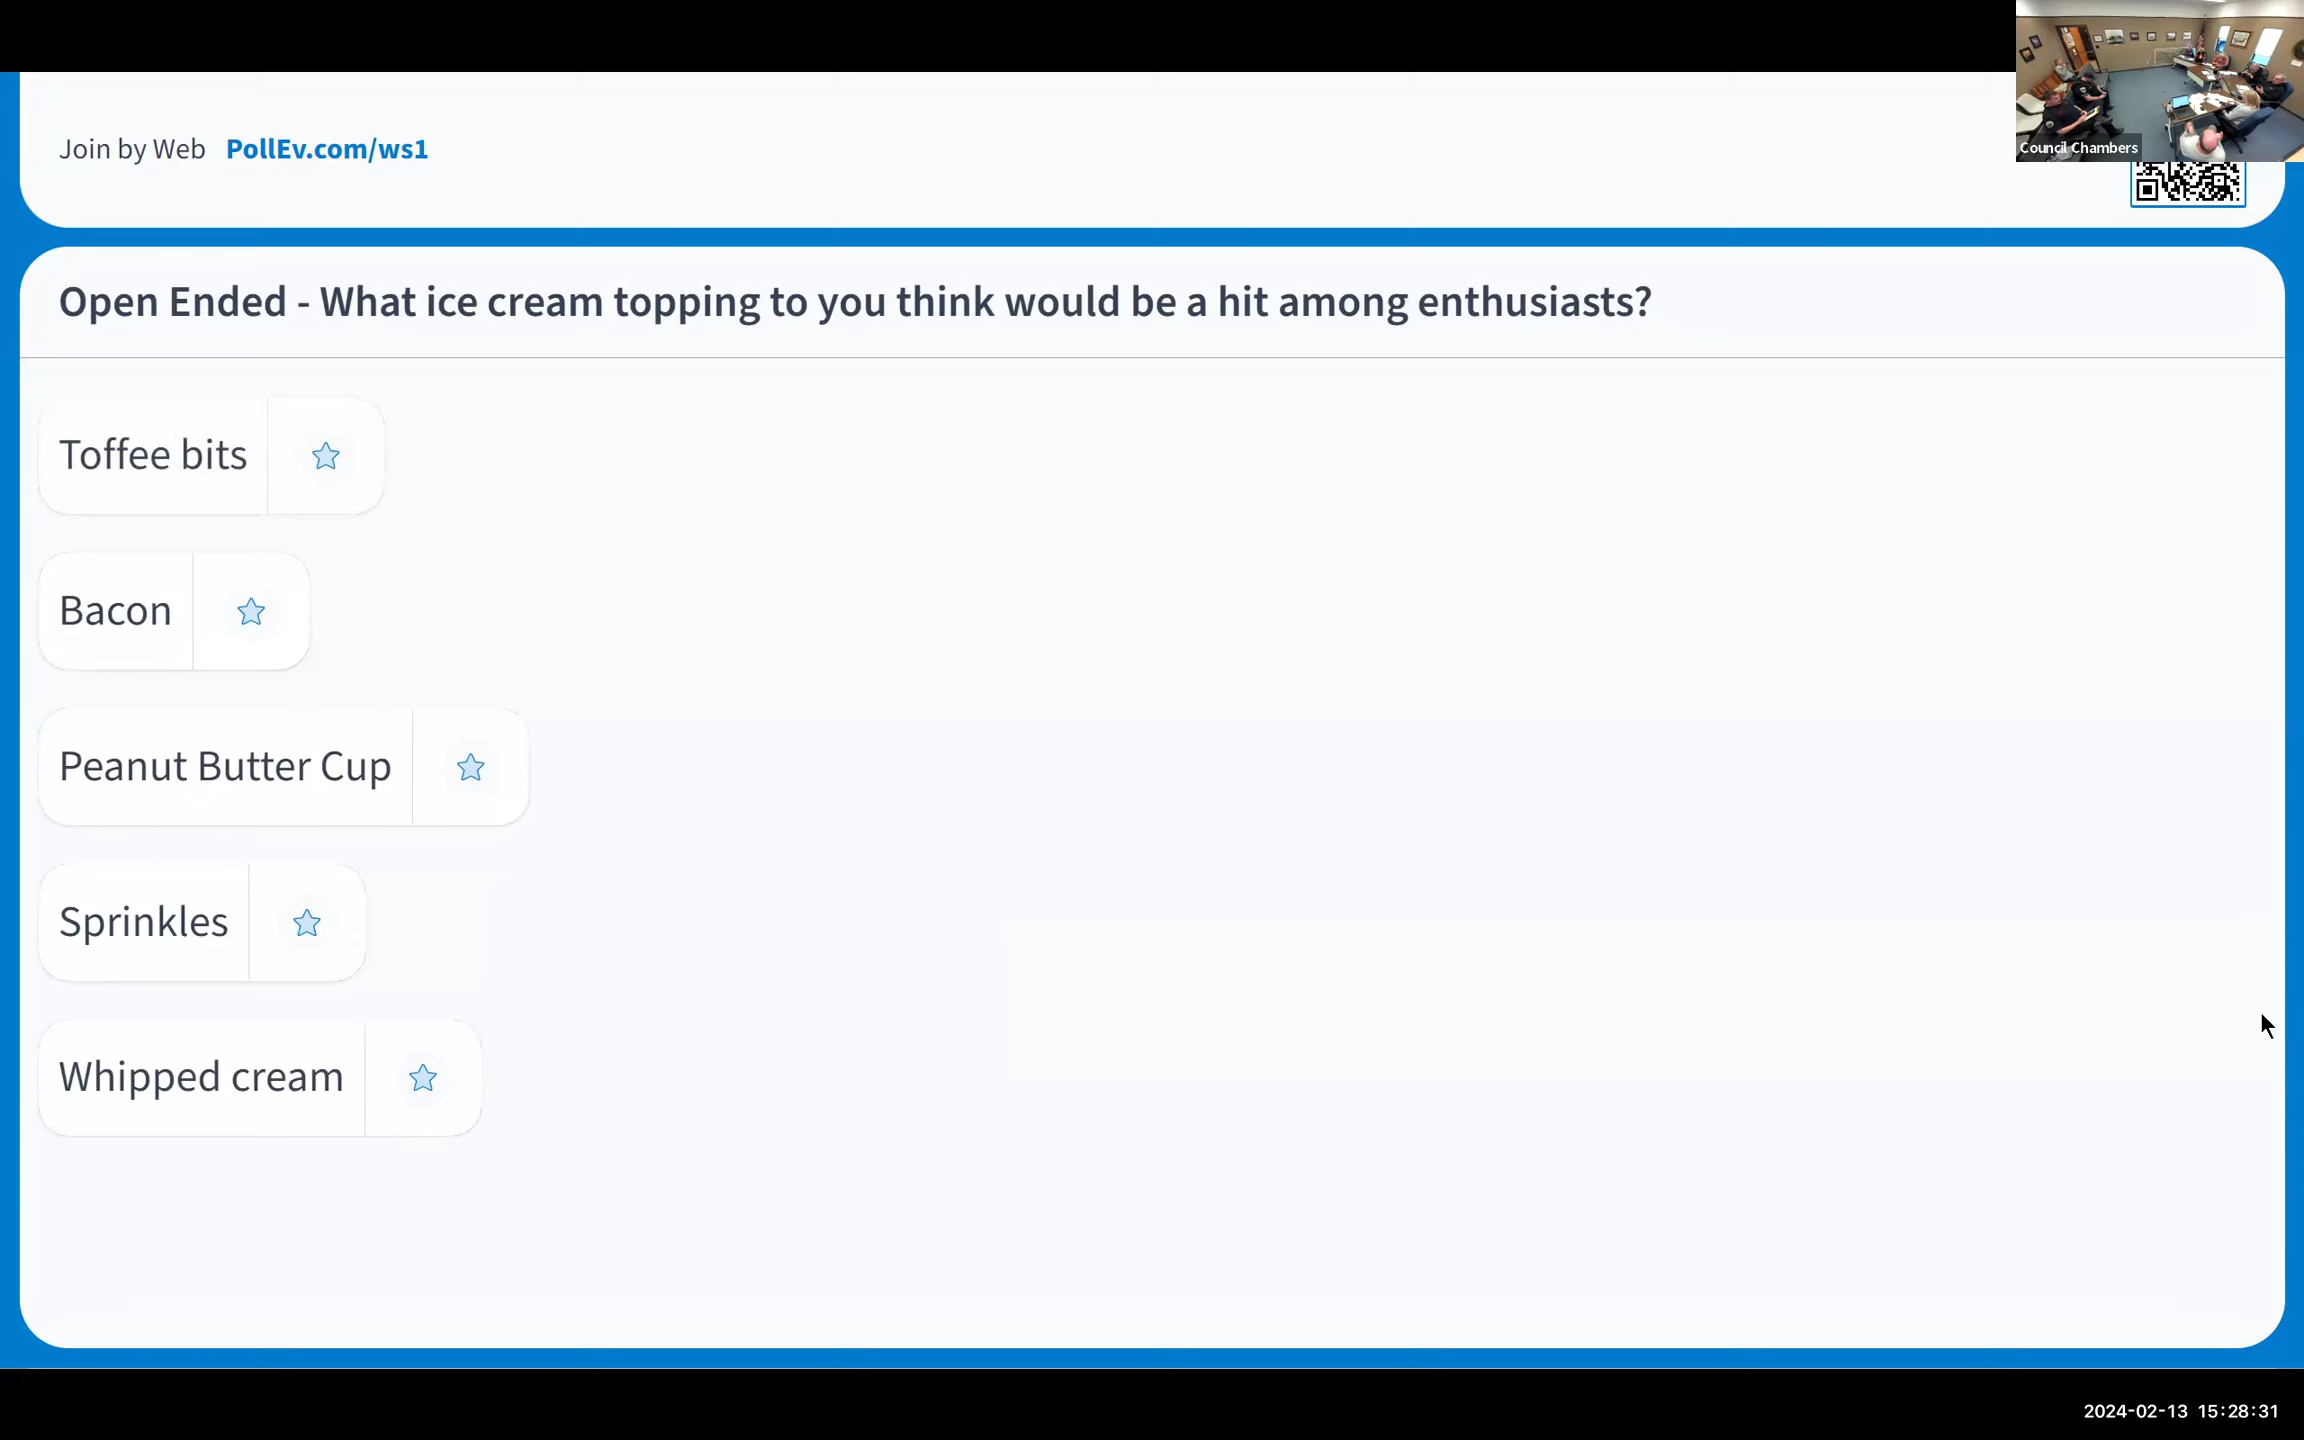 Council Chambers
Join by Web PollEv.com/ws1
Open Ended - What ice cream topping to you think would be a hit among enthusiasts?
Toffee bits
Bacon
Peanut Butter Cup
Sprinkles
Whipped cream
2024-02-13 15:28:31